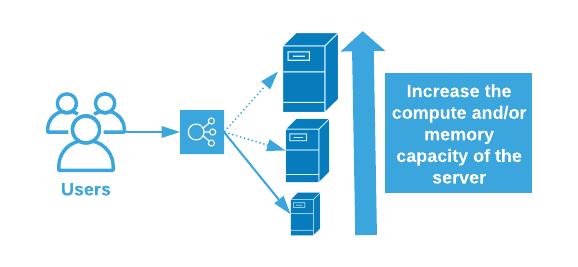 Users
Increase the
compute and/or
memory
capacity of the
server